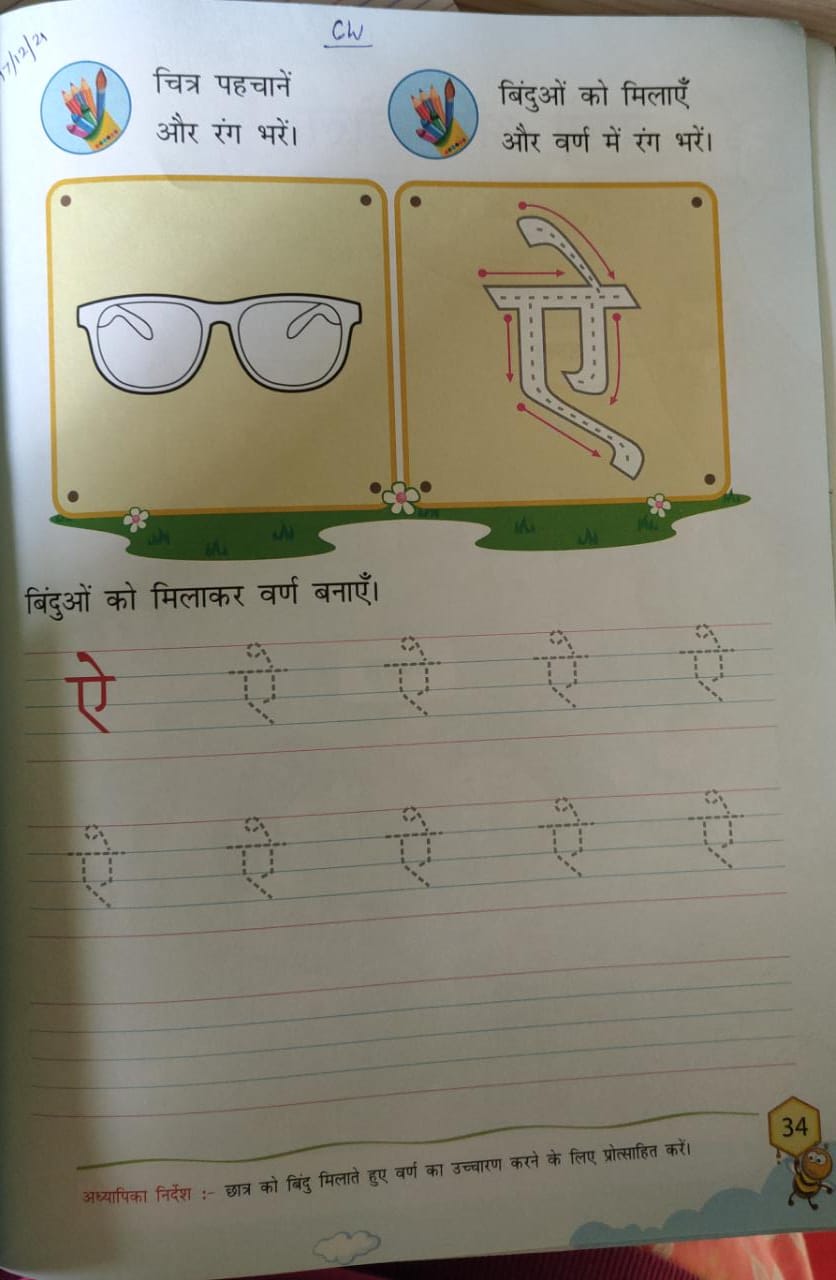 CW
17/12/21
चित्र पहचानें
और रंग भरें।
बिंदुओं को मिलाएँ
और वर्ण में रंग भरें।
ऐ
बिंदुओं को मिलाकर वर्ण बनाएँ।
ऐ ऐ ऐ ऐ ऐ
ऐ ऐ ऐ ऐ ऐ
34
अध्यापिका निर्देश :- छात्र को बिंदु मिलाते हुए वर्ण का उच्चारण करने के लिए प्रोत्साहित करें।